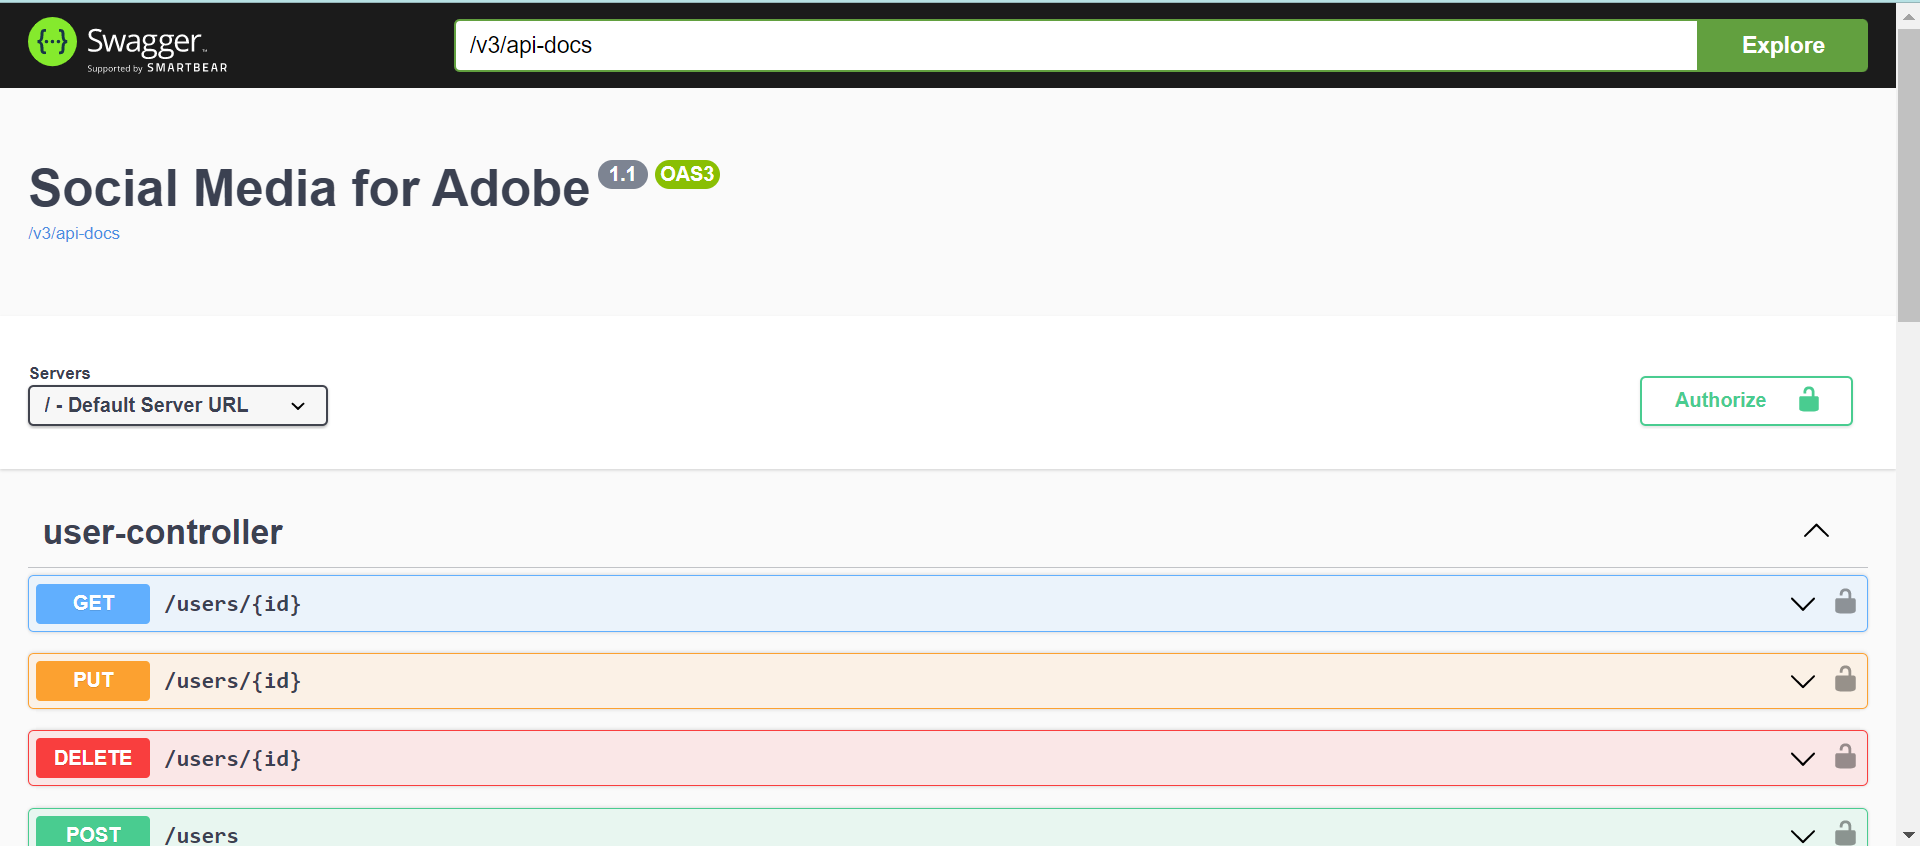 {···} Swagger™
Supported by SMARTBEAR
/v3/api-docs
Explore
Social Media for Adobe 1.1 OAS3
/v3/api-docs
Servers
/ - Default Server URL
Authorize
user-controller
GET /users/{id}
PUT /users/{id}
DELETE /users/{id}
POST /users